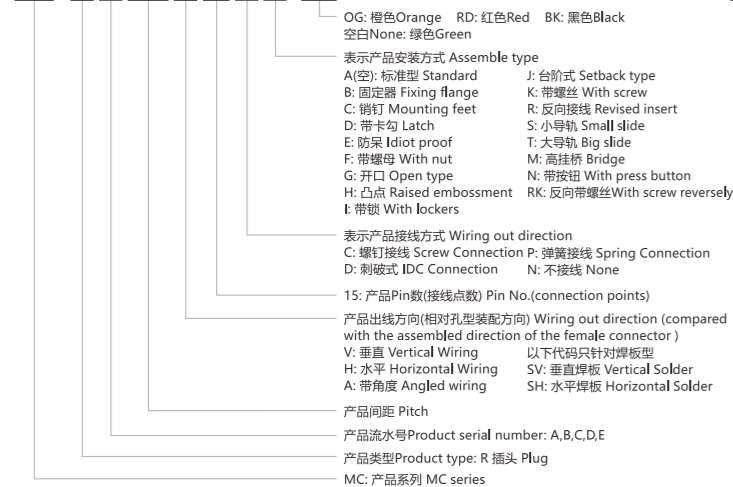 OG: 橙色Orange RD: 红色Red BK: 黑色Black
空白None: 绿色Green
表示产品安装方式 Assemble type
A(空): 标准型 Standard J: 台阶式 Setback type
B: 固定器 Fixing flange K: 带螺丝 With screw
C: 销钉 Mounting feet R: 反向接线 Revised insert
D: 带卡勾 Latch S: 小导轨 Small slide
E: 防呆 Idiot proof T: 大导轨 Big slide
F: 带螺母 With nut M: 高挂桥 Bridge
G: 开口 Open type N: 带按钮 With press button
H: 凸点 Raised embossment RK: 反向带螺丝With screw reversely
I: 带锁 With lockers
表示产品接线方式 Wiring out direction
C: 螺钉接线 Screw Connection P: 弹簧接线 Spring Connection
D: 刺破式 IDC Connection N: 不接线 None
15: 产品Pin数(接线点数) Pin No.(connection points)
产品出线方向(相对孔型装配方向) Wiring out direction (compared
with the assembled direction of the female connector )
V: 垂直 Vertical Wiring 以下代码只针对焊板型
H: 水平 Horizontal Wiring SV: 垂直焊板 Vertical Solder
A: 带角度 Angled wiring SH: 水平焊板 Horizontal Solder
产品间距 Pitch
产品流水号Product serial number: A,B,C,D,E
产品类型Product type: R 插头 Plug
MC: 产品系列 MC series